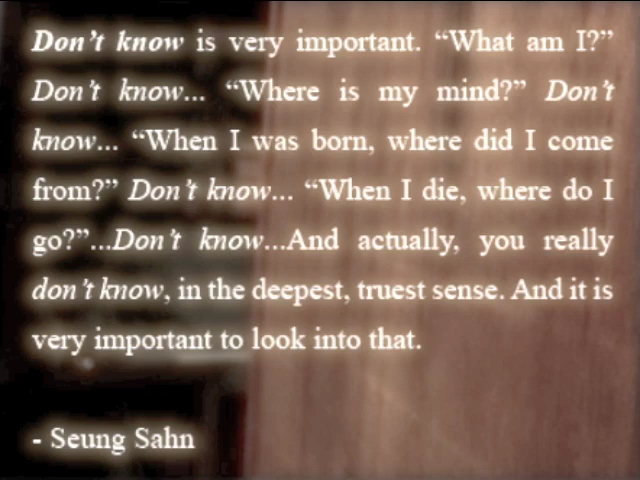 Don't know is very important. “What am I?”
Don't know... “Where is my mind?” Don't
know... “When I was born, where did I come
from?” Don't know... “When I die, where do I
go?”...Don't know...And actually, you really
don't know, in the deepest, truest sense. And it is
very important to look into that.
- Seung Sahn